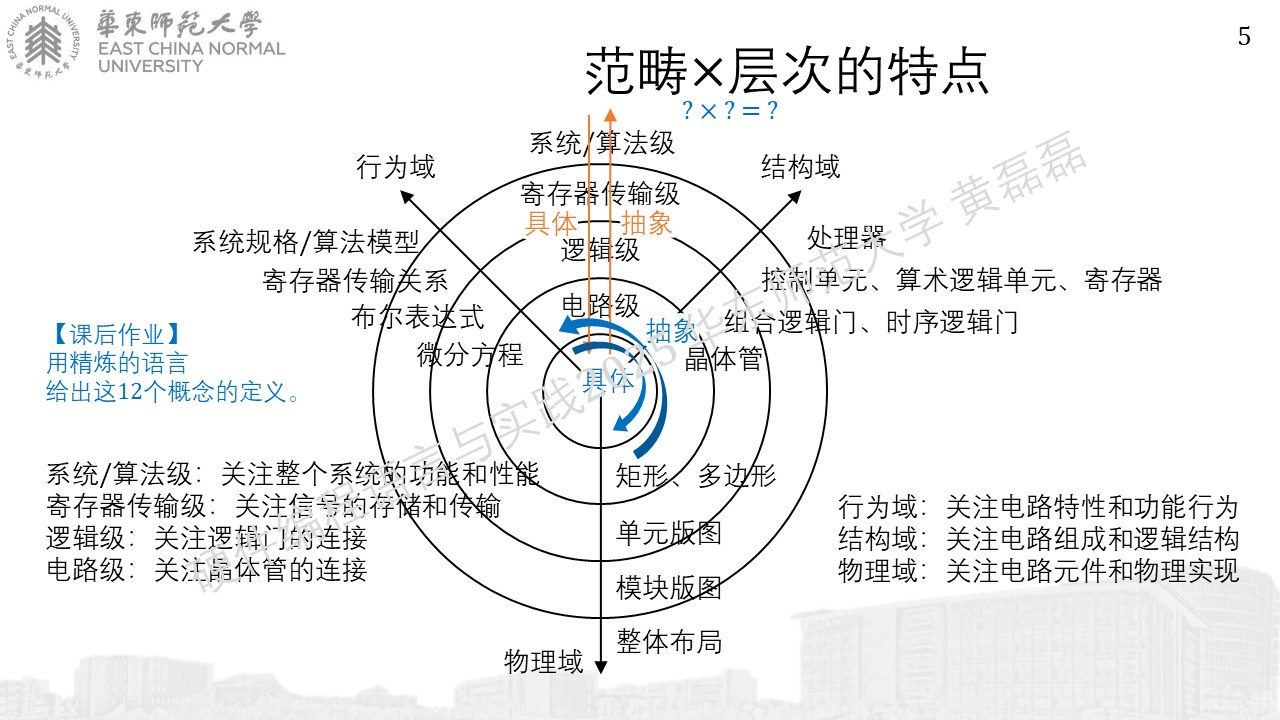 華東師范大學
EAST CHINA NORMAL
UNIVERSITY
EAST CHINA NORMAL UNIVERSITY
華東師范大學
5
范畴×层次的特点
? × ? = ?
系统/算法级
行为域
结构域
寄存器传输级
具体
抽象
系统规格/算法模型
逻辑级
处理器
寄存器传输关系
控制单元、算术逻辑单元、寄存器
电路级
布尔表达式
抽象
组合逻辑门、时序逻辑门
微分方程
晶体管
具体
【课后作业】
用精炼的语言
给出这12个概念的定义。
系统/算法级：关注整个系统的功能和性能
寄存器传输级：关注信号的存储和传输
逻辑级：关注逻辑门的连接
电路级：关注晶体管的连接
矩形、多边形
单元版图
模块版图
整体布局
物理域
行为域：关注电路特性和功能行为
结构域：关注电路组成和逻辑结构
物理域：关注电路元件和物理实现
硬件编程语言与实践2025 华东师范大学 黄磊磊